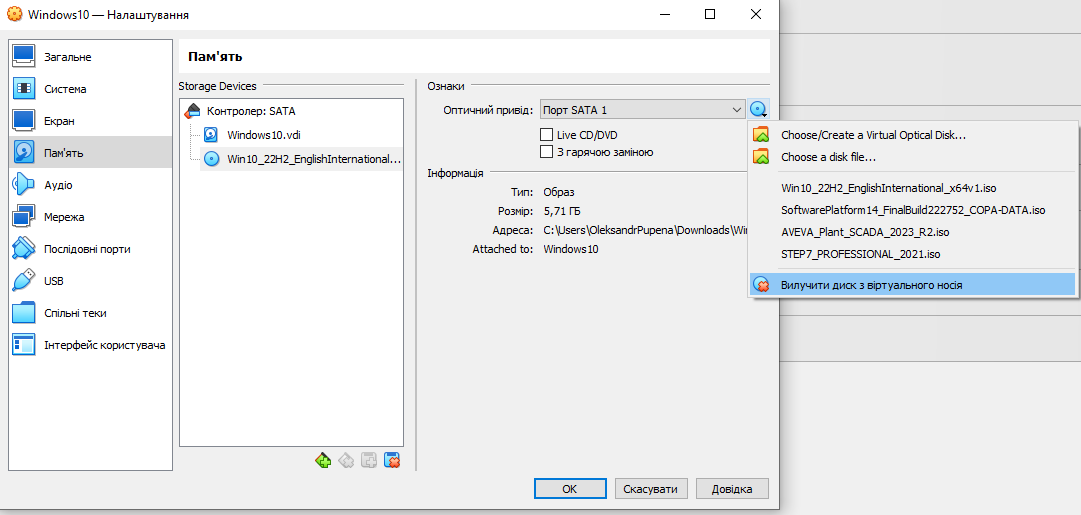 Windows10 — Налаштування
Загальне
Система
Екран
Пам'ять
Аудіо
Мережа
Послідовні порти
USB
Спільні теки
Інтерфейс користувача
Пам'ять
Storage Devices
Контролер: SATA
Windows10.vdi
Win10_22H2_EnglishInternational...
Ознаки
Оптичний привід: Порт SATA 1
Live CD/DVD
З гарячою заміною
Інформація
Тип: Образ
Розмір: 5,71 ГБ
Адреса: C:\Users\OleksandrPupena\Downloads\Wi
Attached to: Windows10
Choose/Create a Virtual Optical Disk...
Choose a disk file...
Win10_22H2_EnglishInternational_x64v1.iso
SoftwarePlatform14_FinalBuild222752_COPA-DATA.iso
AVEVA_Plant_SCADA_2023_R2.iso
STEP7_PROFESSIONAL_2021.iso
Вилучити диск з віртуального носія
OK
Скасувати
Довідка